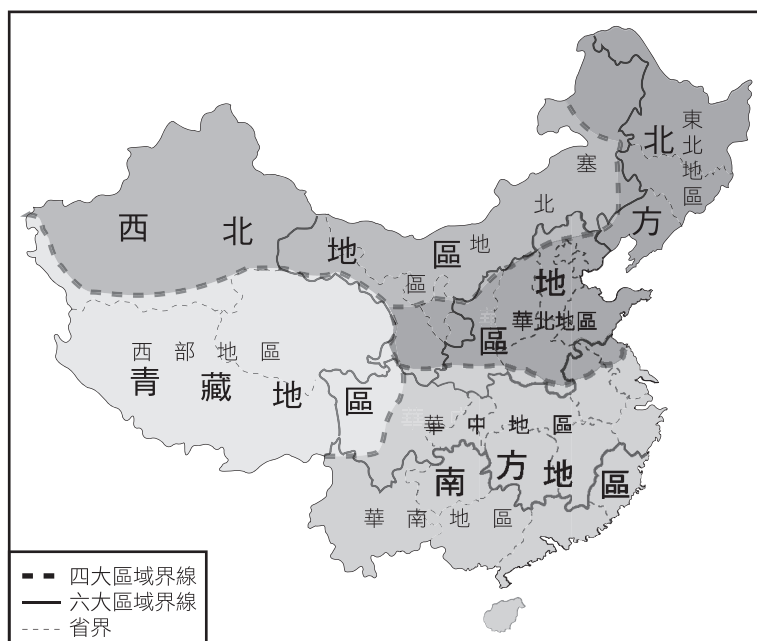 西北地區
北方地區
青藏地區
南方地區
東北地區
塞北地區
華北地區
西部地區
華中地區
華南地區
四大區域界線
六大區域界線
省界